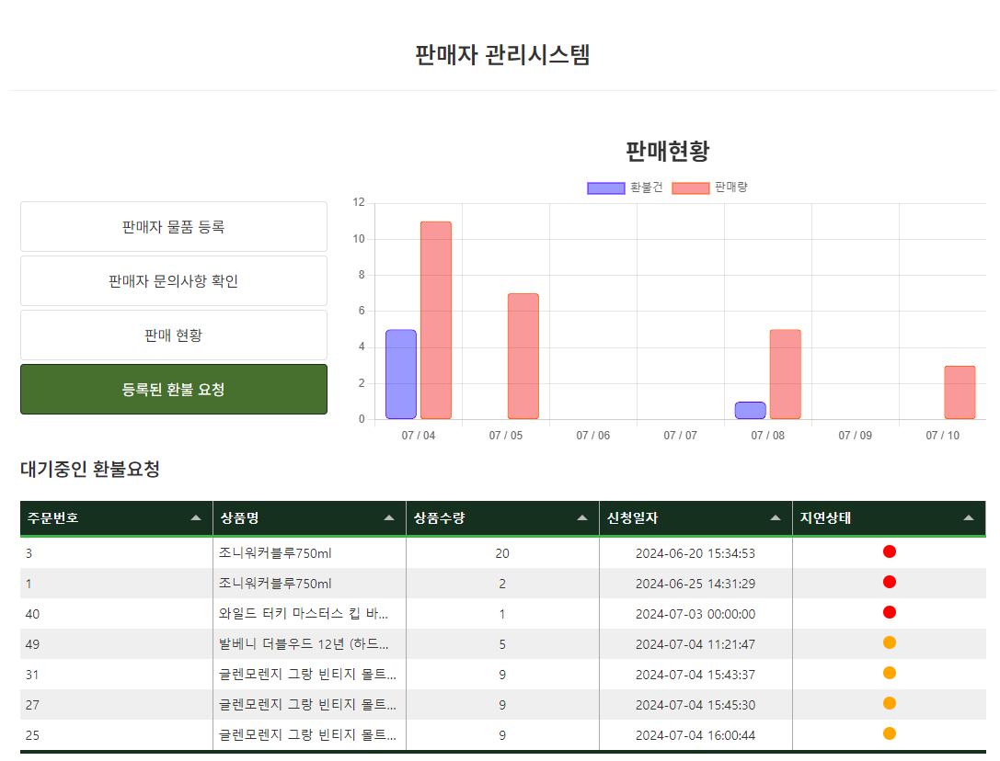 판매자 관리시스템
판매현황
환불건 판매량
판매자 물품 등록
판매자 문의사항 확인
판매 현황
등록된 환불 요청
12
10
8
6
4
2
0
07 / 04 07 / 05 07 / 06 07 / 07 07 / 08 07 / 09 07 / 10
대기중인 환불요청
주문번호 상품명 상품수량 신청일자 지연상태
3 조니워커블루750ml 20 2024-06-20 15:34:53
1 조니워커블루750ml 2 2024-06-25 14:31:29
40 와일드 터키 마스터스 킵 바... 1 2024-07-03 00:00:00
49 발베니 더블우드 12년 (하드... 5 2024-07-04 11:21:47
31 글렌모렌지 그랑 빈티지 몰트... 9 2024-07-04 15:43:37
27 글렌모렌지 그랑 빈티지 몰트... 9 2024-07-04 15:45:30
25 글렌모렌지 그랑 빈티지 몰트... 9 2024-07-04 16:00:44